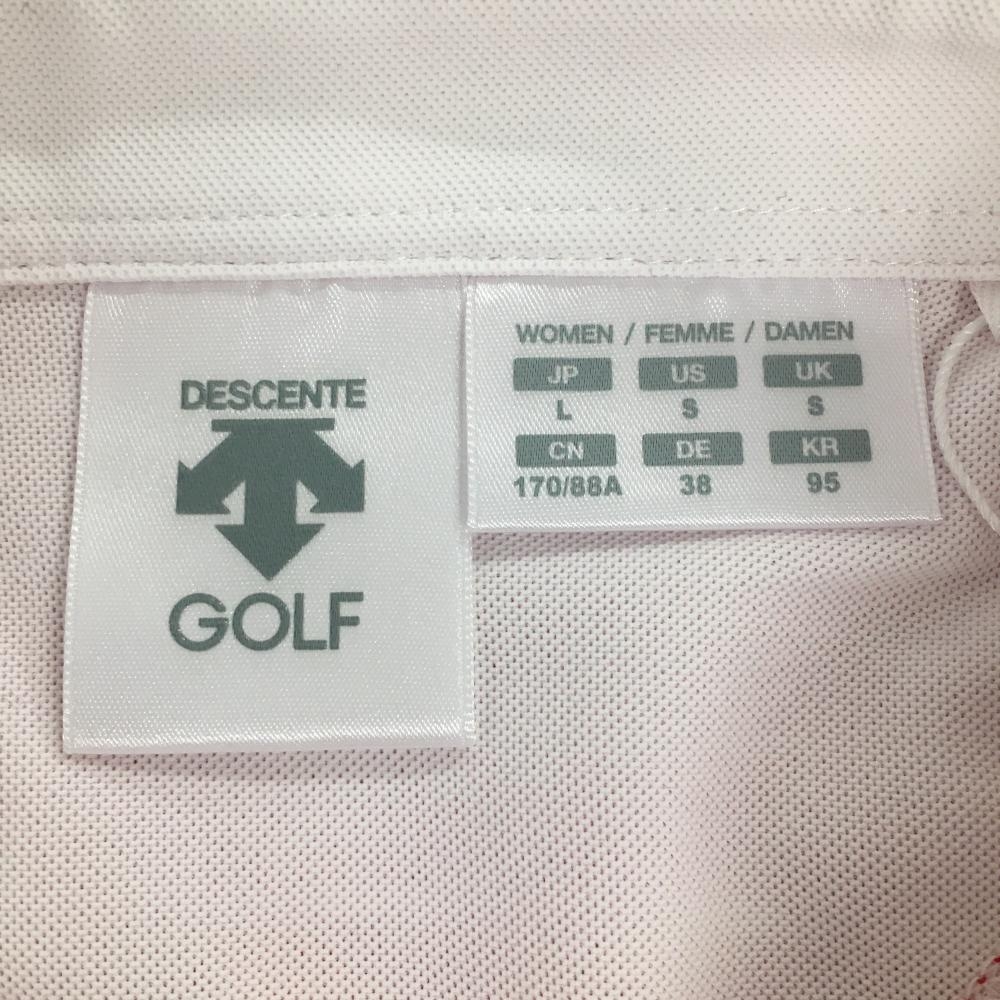 DESCENTE
GOLF
WOMEN / FEMME / DAMEN
JP US UK
L S S
CN DE KR
170/88A 38 95